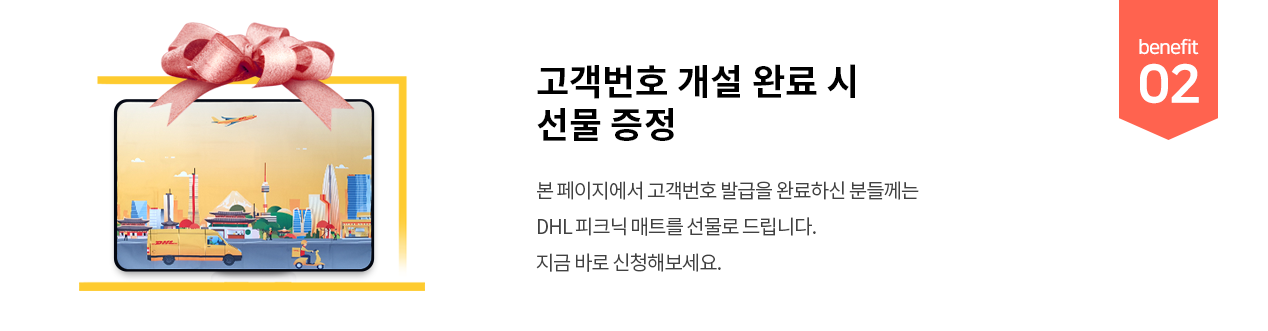 benefit
02
고객번호 개설 완료 시
선물 증정
본 페이지에서 고객번호 발급을 완료하신 분들께는
DHL 피크닉 매트를 선물로 드립니다.
지금 바로 신청해보세요.
DHL